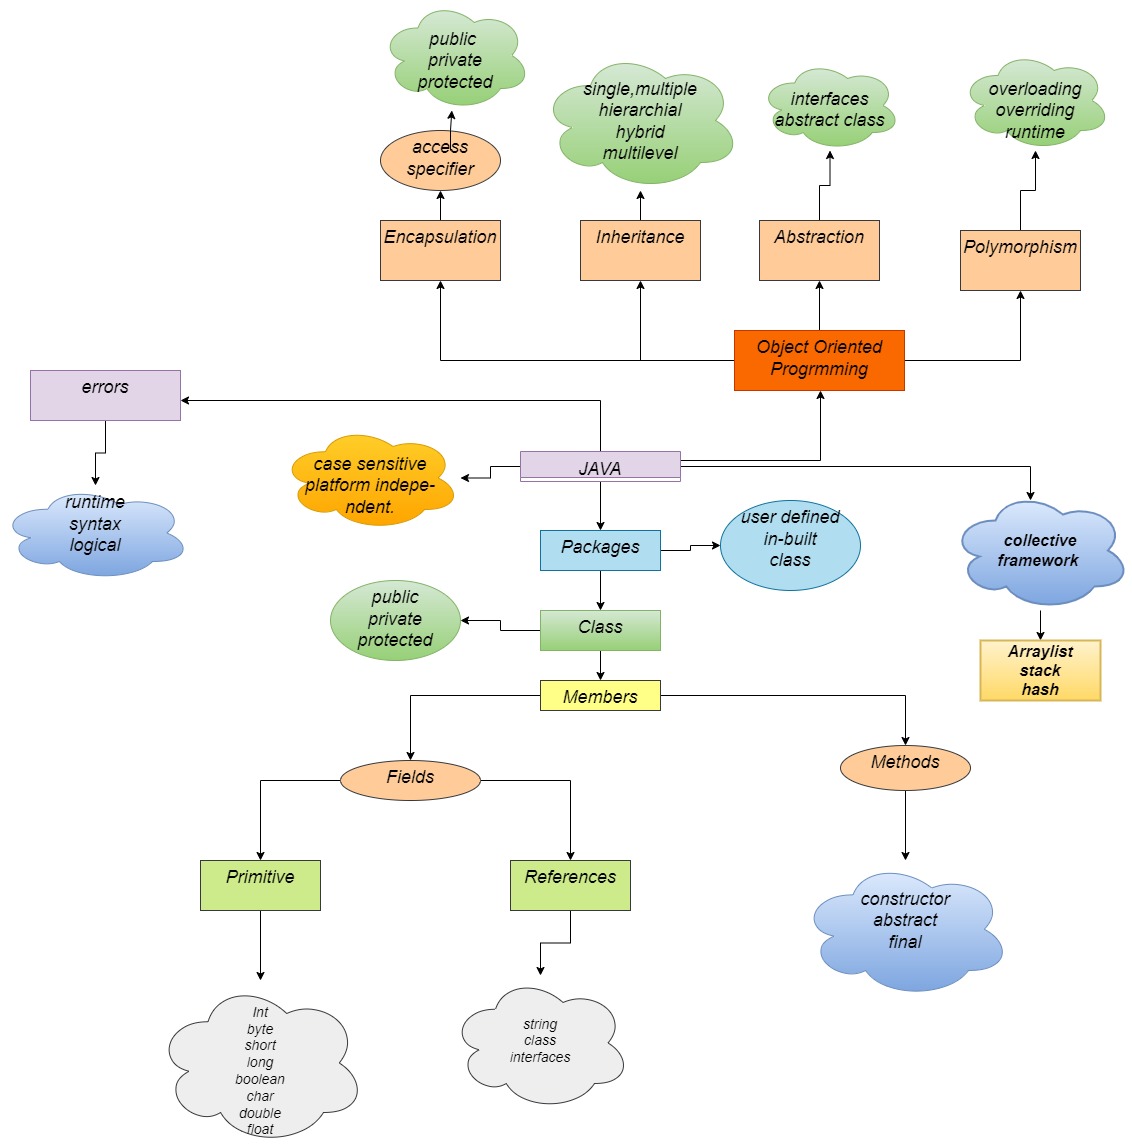 public
private
protected
single,multiple
hierarchial
hybrid
multilevel
interfaces
abstract class
overloading
overriding
runtime
access
specifier
Encapsulation
Inheritance
Abstraction
Polymorphism
Object Oriented
Progrmming
errors
case sensitive
platform indepe-
ndent.
JAVA
runtime
syntax
logical
Packages
user defined
in-built
class
collective
framework
public
private
protected
Class
Arraylist
stack
hash
Members
Fields
Methods
Primitive
References
constructor
abstract
final
Int
byte
short
long
boolean
char
double
float
string
class
interfaces